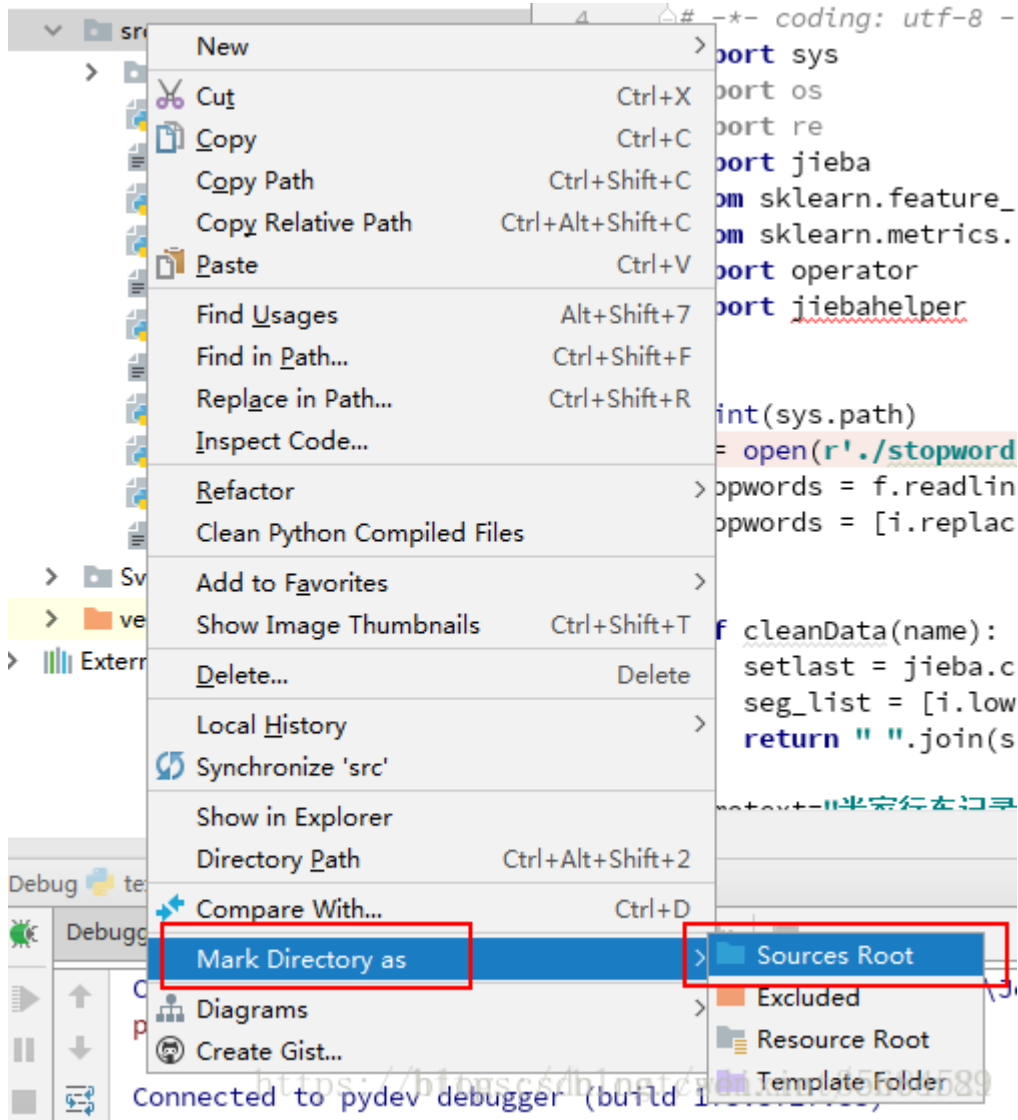 src
4 # -*- coding: utf-8 -
port sys
port os
port re
port jieba
om sklearn.feature_
om sklearn.metrics.
port operator
port jiebahelper
int(sys.path)
= open(r'./stopword
opwords = f.readlin
opwords = [i.replac
f cleanData(name):
setlast = jieba.c
seg_list = [i.low
return " ".join(s
New
Cut Ctrl+X
Copy Ctrl+C
Copy Path Ctrl+Shift+C
Copy Relative Path Ctrl+Alt+Shift+C
Paste Ctrl+V
Find Usages Alt+Shift+7
Find in Path... Ctrl+Shift+F
Replace in Path... Ctrl+Shift+R
Inspect Code...
Refactor
Clean Python Compiled Files
Add to Favorites
Show Image Thumbnails Ctrl+Shift+T
Delete... Delete
Local History
Synchronize 'src'
Show in Explorer
Directory Path Ctrl+Alt+Shift+2
Compare With... Ctrl+D
Mark Directory as
Diagrams
Create Gist...
Sources Root
Excluded
Resource Root
Template Folder
Sv
ve
Exterr
Debug te
Debugg
Connected to pydev debugger (build